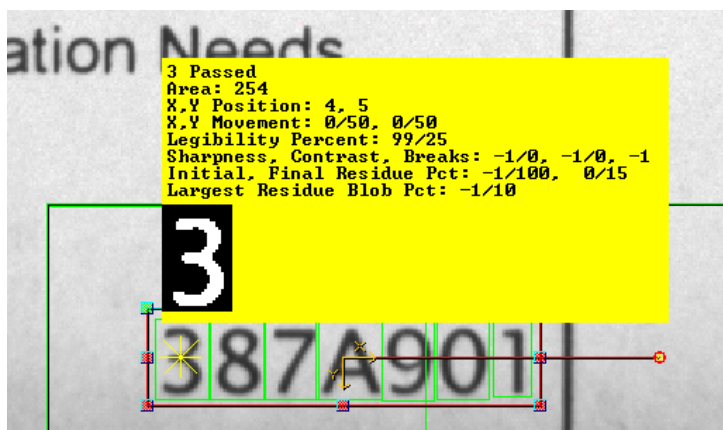 ation Needs
3 Passed
Area: 254
X,Y Position: 4, 5
X,Y Movement: 0/50, 0/50
Legibility Percent: 99/25
Sharpness, Contrast, Breaks: -1/0, -1/0, -1
Initial, Final Residue Pct: -1/100, 0/15
Largest Residue Blob Pct: -1/10
3
X
Y
387A901